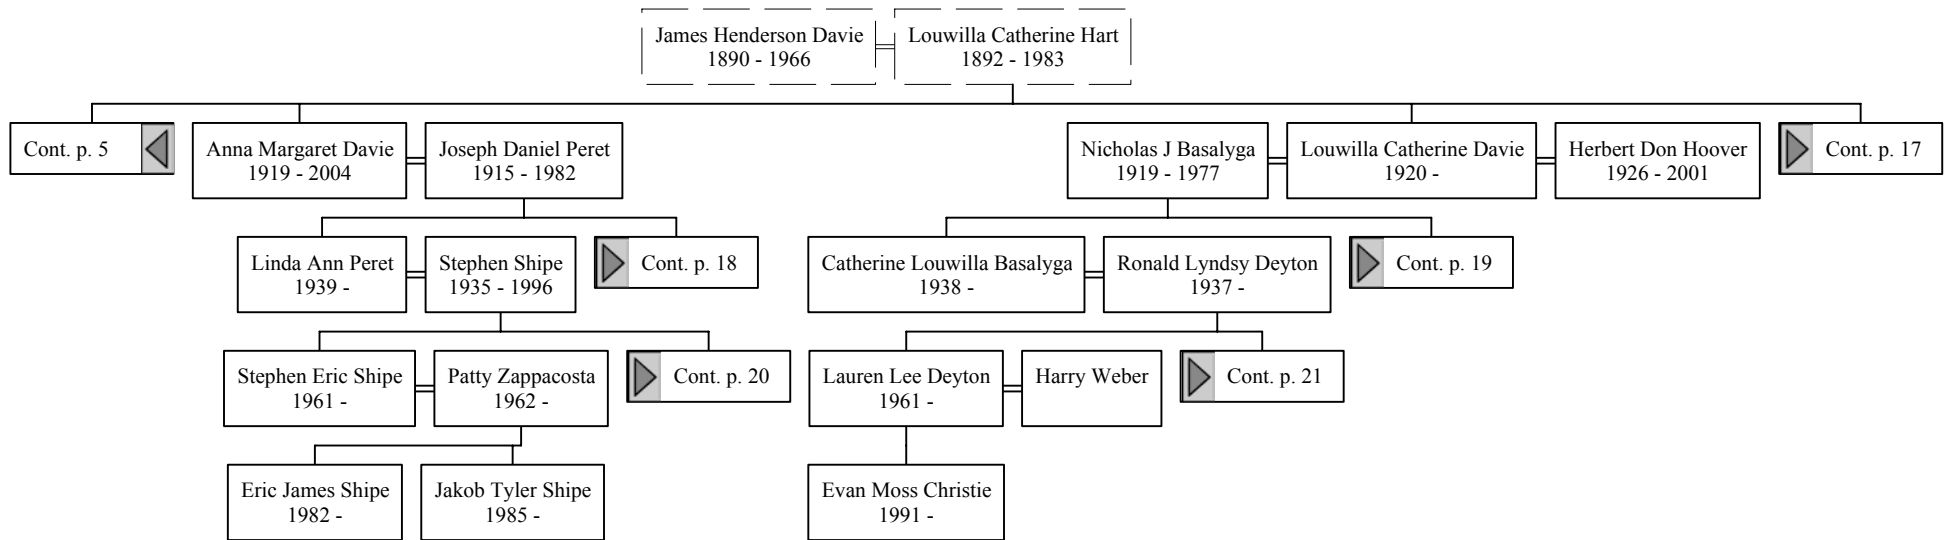 James Henderson Davie
1890 - 1966
Louwilla Catherine Hart
1892 - 1983
Cont. p. 5
Anna Margaret Davie
1919 - 2004
Joseph Daniel Peret
1915 - 1982
Nicholas J Basalyga
1919 - 1977
Louwilla Catherine Davie
1920 -
Herbert Don Hoover
1926 - 2001
Cont. p. 17
Linda Ann Peret
1939 -
Stephen Shipe
1935 - 1996
Cont. p. 18
Catherine Louwilla Basalyga
1938 -
Ronald Lyndsy Deyton
1937 -
Cont. p. 19
Stephen Eric Shipe
1961 -
Patty Zappacosta
1962 -
Cont. p. 20
Lauren Lee Deyton
1961 -
Harry Weber
Cont. p. 21
Eric James Shipe
1982 -
Jakob Tyler Shipe
1985 -
Evan Moss Christie
1991 -